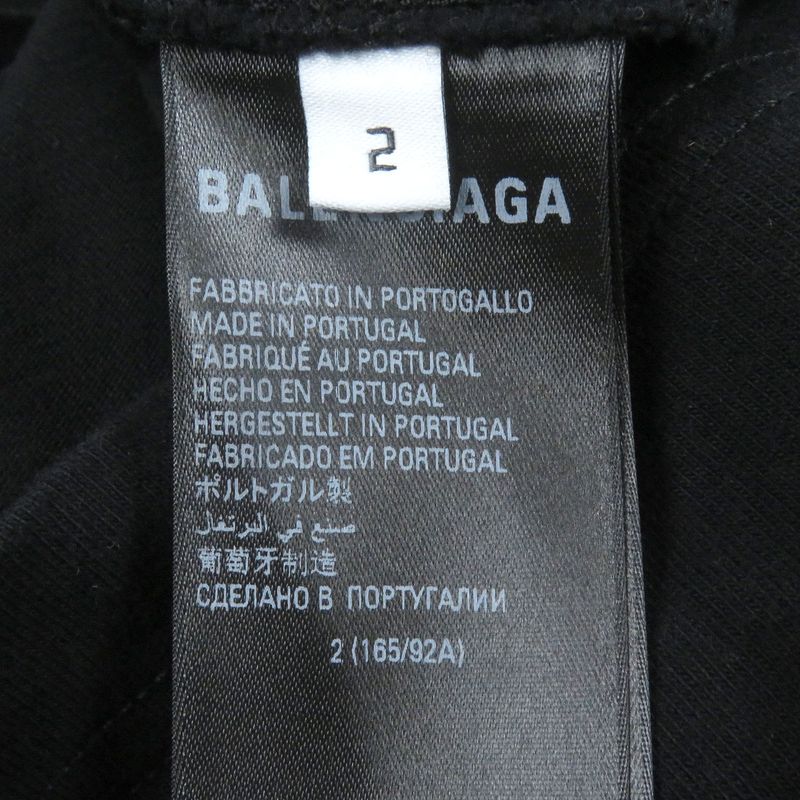 2
FABBRICATO IN PORTOGALLO
MADE IN PORTUGAL
FABRIQUÉ AU PORTUGAL
HECHO EN PORTUGAL
HERGESTELLT IN PORTUGAL
FABRICADO EM PORTUGAL
ポルトガル製
صنع في البرتغال
葡萄牙制造
СДЕЛАНО В ПОРТУГАЛИИ
2 (165/92A)